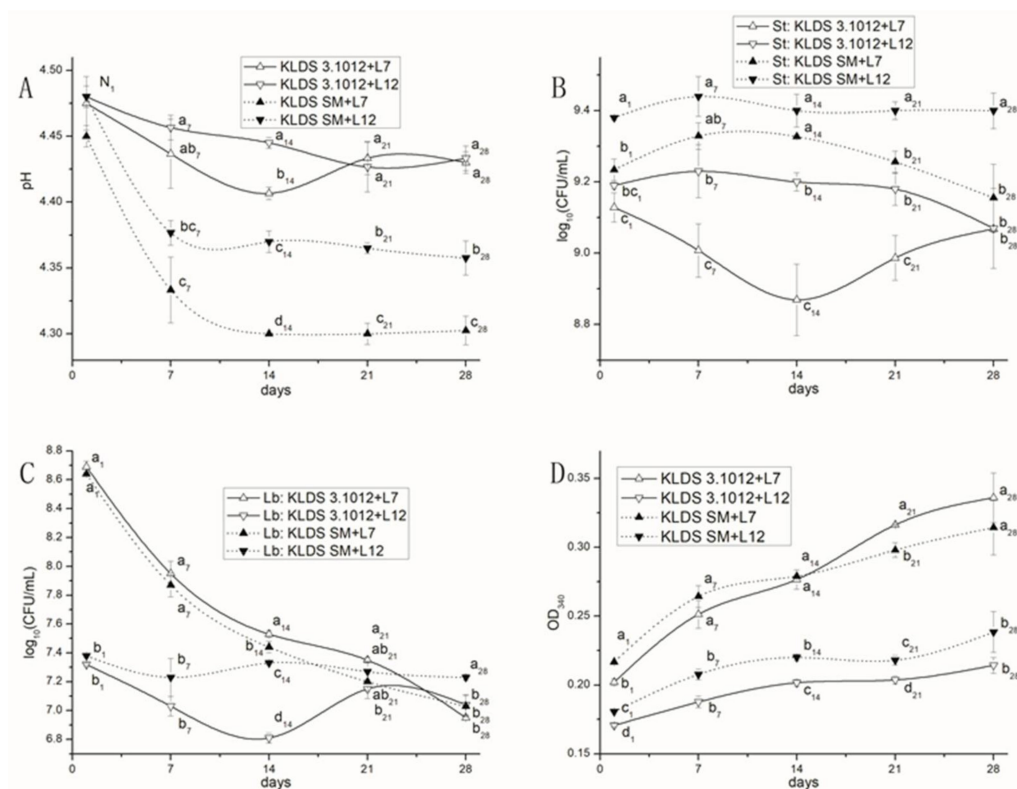 A
KLDS 3.1012+L7
KLDS 3.1012+L12
KLDS SM+L7
KLDS SM+L12
4.50
4.45
4.40
4.35
4.30
pH
N1
a7
ab7
bc7
c7
a14
b14
c14
d14
a21
a21
b21
c21
a28
a28
b28
c28
0
7
14
21
28
days
B
St: KLDS 3.1012+L7
St: KLDS 3.1012+L12
St: KLDS SM+L7
St: KLDS SM+L12
9.4
9.2
9.0
8.8
log10(CFU/mL)
a1
b1
bc1
c1
a7
ab7
b7
c7
a14
a14
b14
c14
a21
b21
b21
c21
a28
b28
b28
0
7
14
21
28
days
C
Lb: KLDS 3.1012+L7
Lb: KLDS 3.1012+L12
Lb: KLDS SM+L7
Lb: KLDS SM+L12
8.8
8.6
8.4
8.2
8.0
7.8
7.6
7.4
7.2
7.0
6.8
log10(CFU/mL)
a1
a1
b1
b1
a7
a7
b7
b7
a14
b14
c14
d14
a21
ab21
ab21
b21
a28
b28
b28
0
7
14
21
28
days
D
KLDS 3.1012+L7
KLDS 3.1012+L12
KLDS SM+L7
KLDS SM+L12
0.35
0.30
0.25
0.20
0.15
OD340
a1
b1
c1
d1
a7
a7
b7
b7
a14
a14
b14
c14
a21
b21
c21
d21
a28
a28
b28
b28
0
7
14
21
28
days